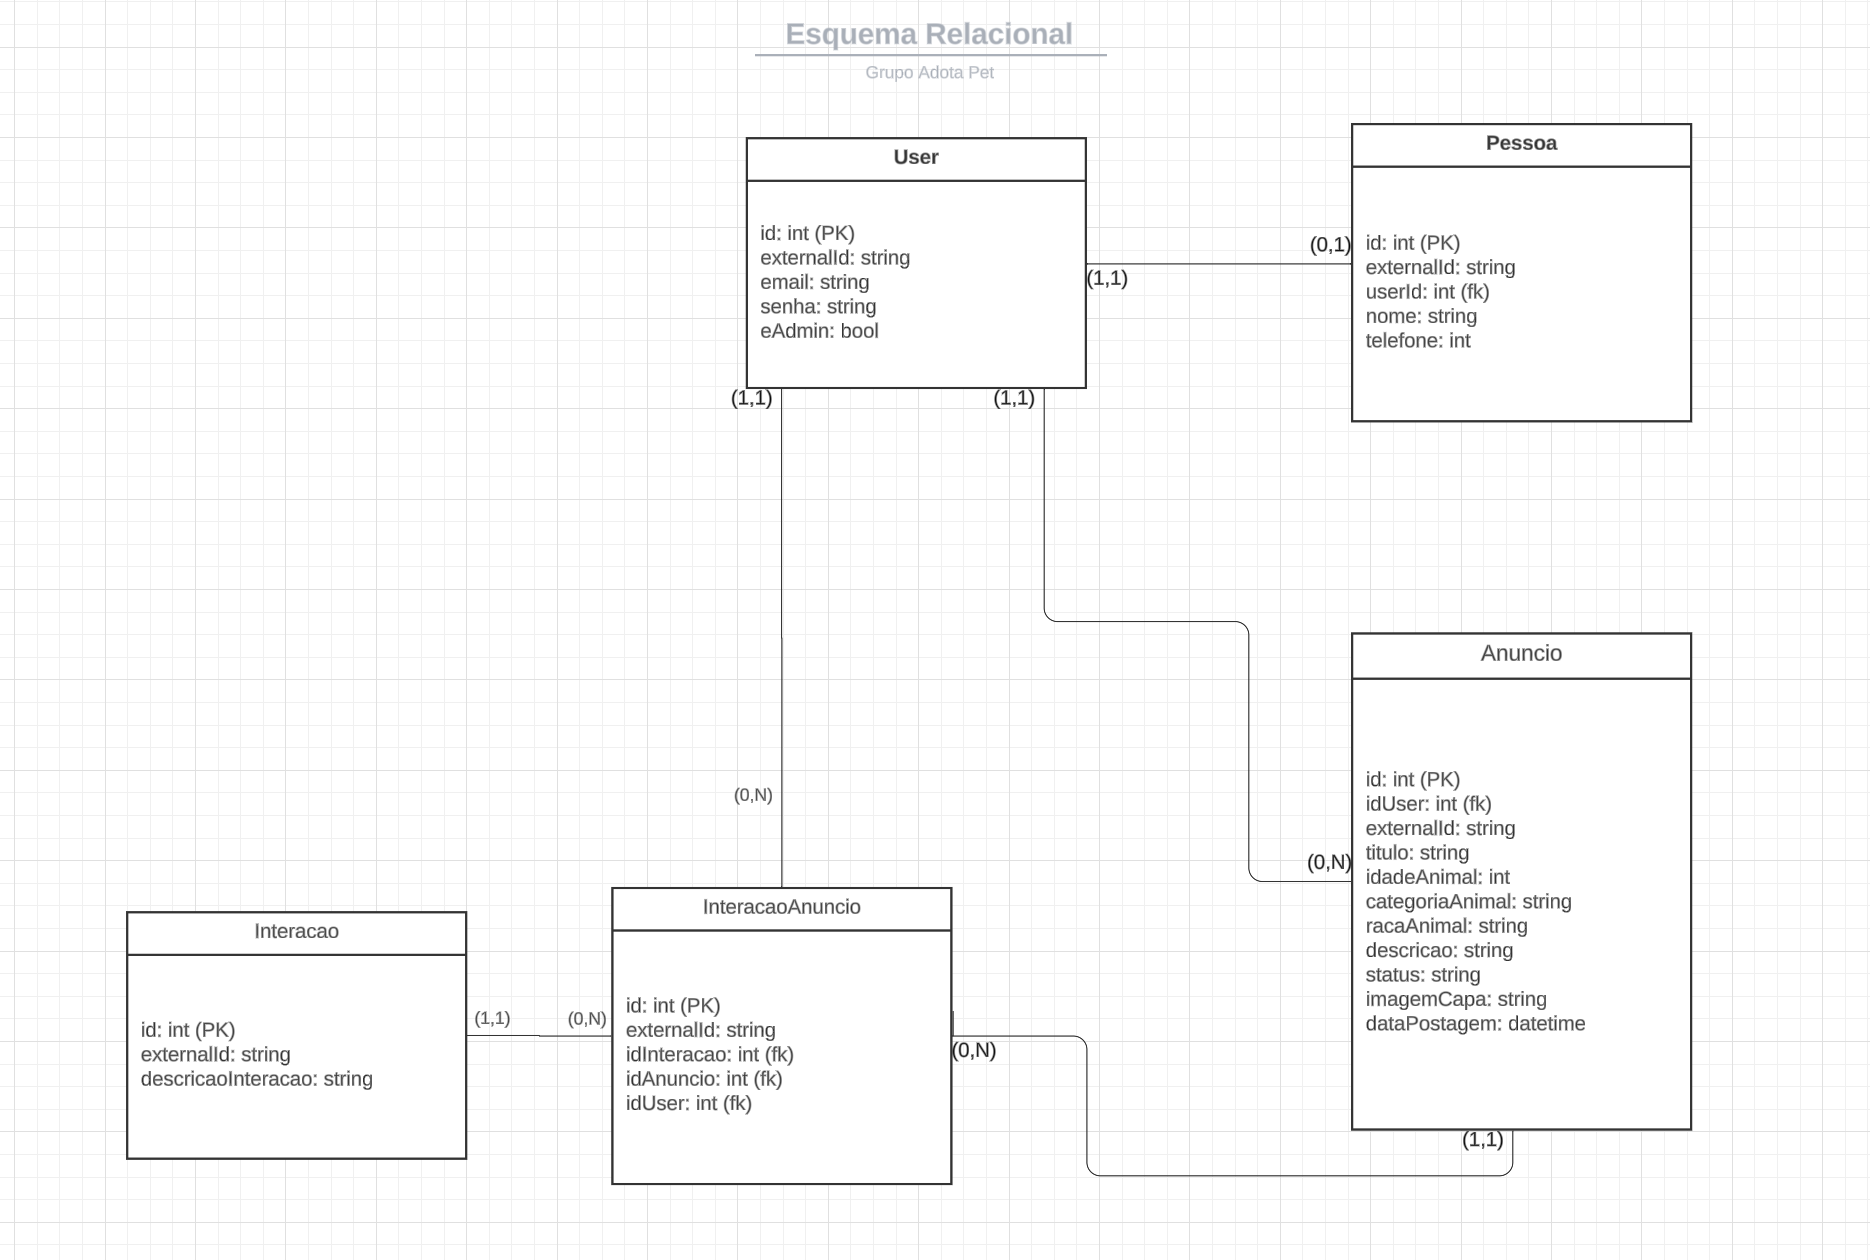 Esquema Relacional
Grupo Adota Pet
User
id: int (PK)
externalId: string
email: string
senha: string
eAdmin: bool
(1,1)
(0,1)
Pessoa
id: int (PK)
externalId: string
userId: int (fk)
nome: string
telefone: int
(1,1)
(1,1)
(0,N)
(0,N)
Anuncio
id: int (PK)
idUser: int (fk)
externalId: string
titulo: string
idadeAnimal: int
categoriaAnimal: string
racaAnimal: string
descricao: string
status: string
imagemCapa: string
dataPostagem: datetime
(1,1)
Interacao
id: int (PK)
externalId: string
descricaoInteracao: string
(1,1)
(0,N)
InteracaoAnuncio
id: int (PK)
externalId: string
idInteracao: int (fk)
idAnuncio: int (fk)
idUser: int (fk)
(0,N)